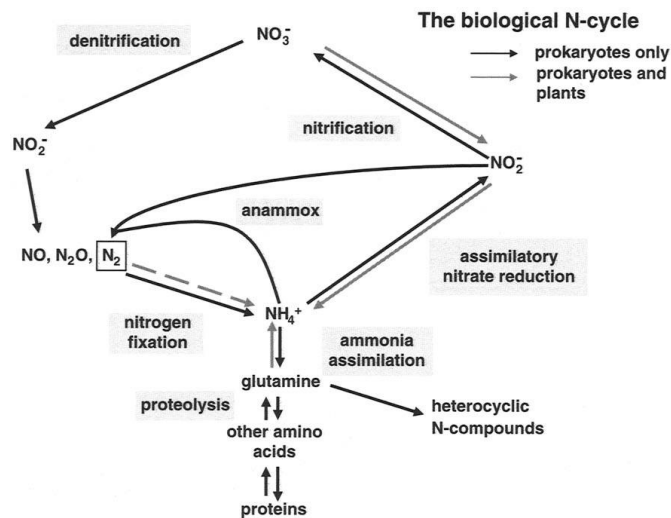 The biological N-cycle
prokaryotes only
prokaryotes and
plants
denitrification
NO₃⁻
nitrification
NO₂⁻
NO₂⁻
anammox
NO, N₂O, N₂
assimilatory
nitrate reduction
nitrogen
fixation
NH₄⁺
ammonia
assimilation
glutamine
proteolysis
heterocyclic
N-compounds
other amino
acids
proteins